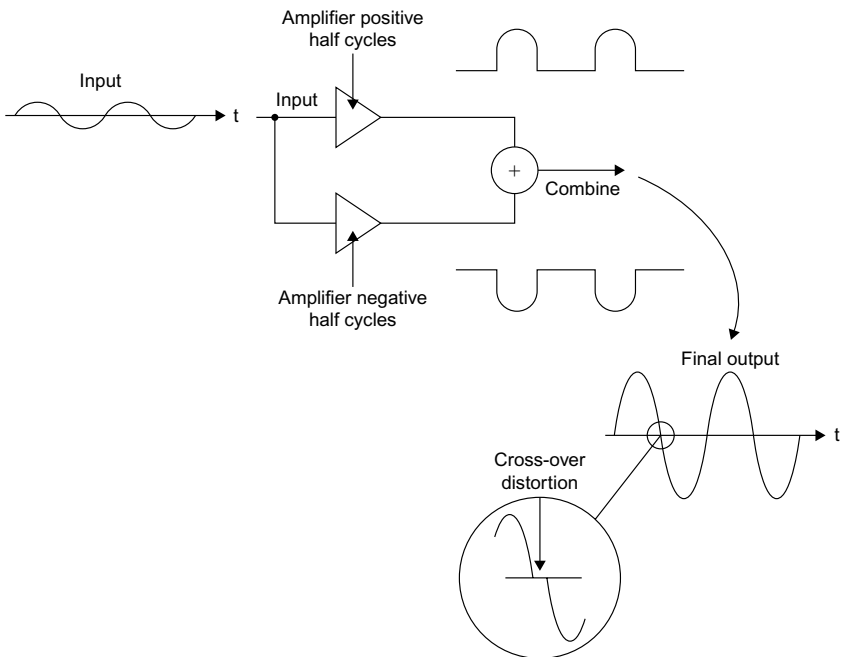 Amplifier positive
half cycles
Input
t
Input
+
Combine
Amplifier negative
half cycles
Final output
t
Cross-over
distortion